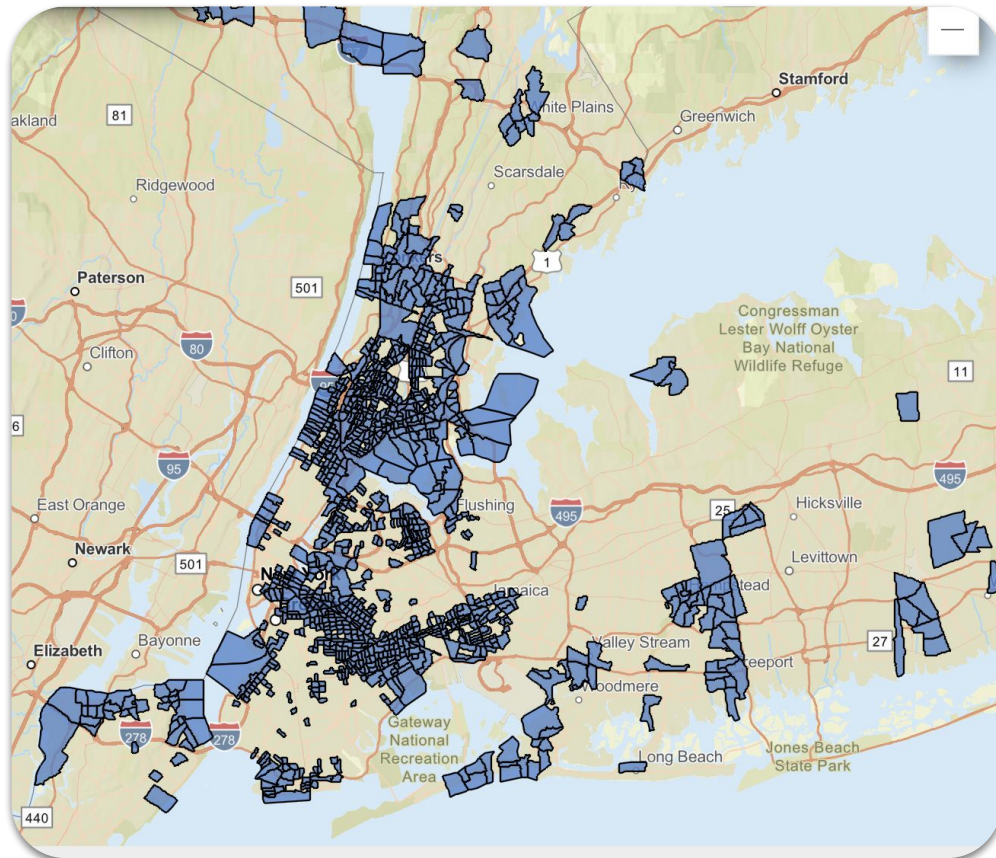 Stamford
81
White Plains
Greenwich
Scarsdale
Ridgewood
1
501
Paterson
Congressman
Lester Wolff Oyster
Bay National
Wildlife Refuge
80
Clifton
11
95
495
East Orange
Flushing
495
25
Hicksville
Newark
501
Levittown
Jamaica
Elizabeth
Bayonne
Valley Stream
27
Woodmere
Gateway
National
Recreation
Area
278
278
Long Beach
Jones Beach
State Park
440